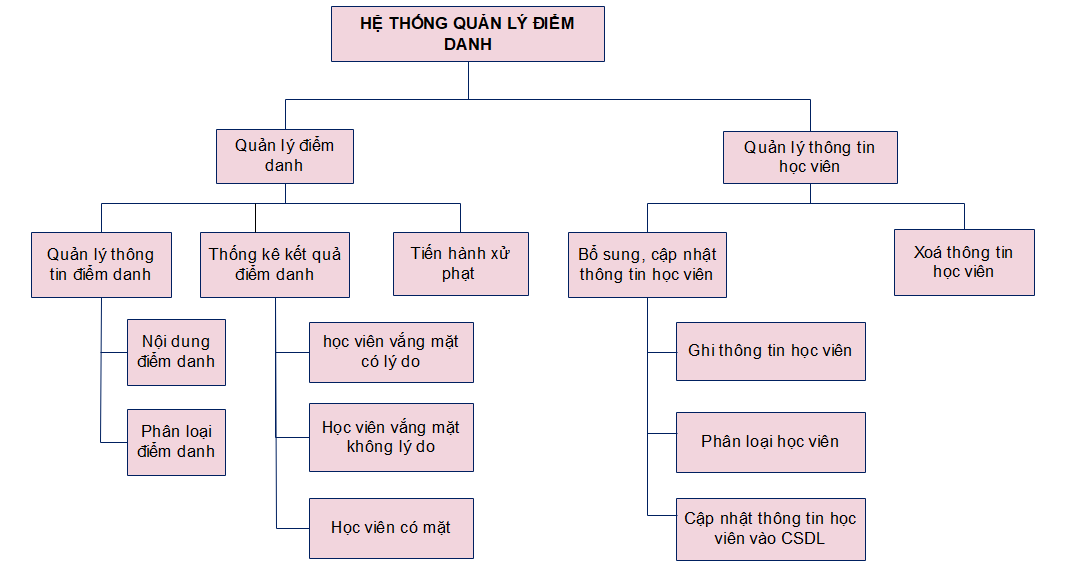 HỆ THỐNG QUẢN LÝ ĐIỂM
DANH
Quản lý điểm
danh
Quản lý thông tin
học viên
Quản lý thông
tin điểm danh
Thống kê kết quả
điểm danh
Tiến hành xử
phạt
Bổ sung, cập nhật
thông tin học viên
Xoá thông tin
học viên
Nội dung
điểm danh
Phân loại
điểm danh
học viên vắng mặt
có lý do
Học viên vắng mặt
không lý do
Học viên có mặt
Ghi thông tin học viên
Phân loại học viên
Cập nhật thông tin học
viên vào CSDL